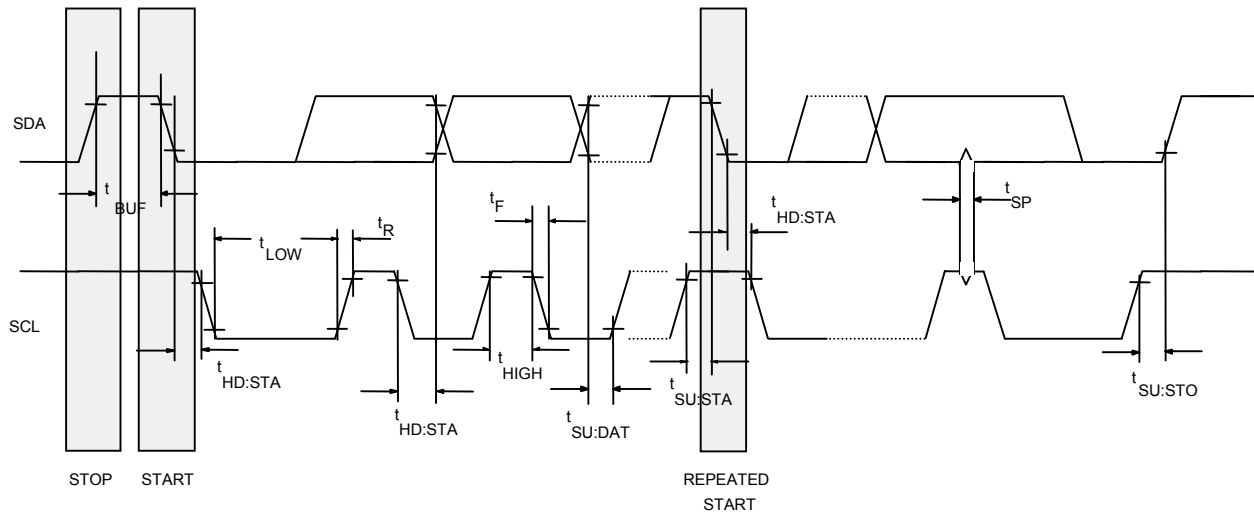 SDA
t BUF
t F
t R
t LOW
t HD:STA
t SP
SCL
t HD:STA
t HIGH
t HD:STA
t SU:DAT
t SU:STA
t SU:STO
STOP
START
REPEATED
START